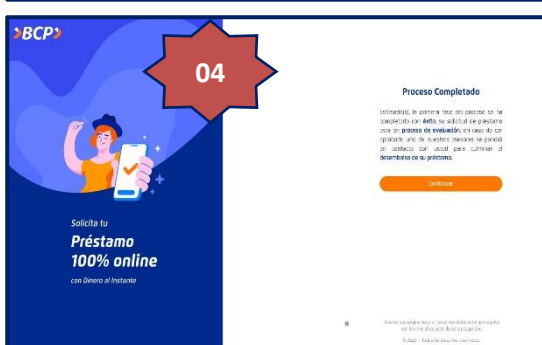 BCP
04
Solicita tu
Préstamo
100% online
con Dinero al Instante
Proceso Completado
Estimado(a), la primera fase del proceso se ha
completado con éxito, su solicitud de préstamo
esta en proceso de evaluación, en caso de ser
aprobado uno de nuestros asesores se pondrá
en contacto con usted para culminar el
desembolso de su préstamo.
Continuar